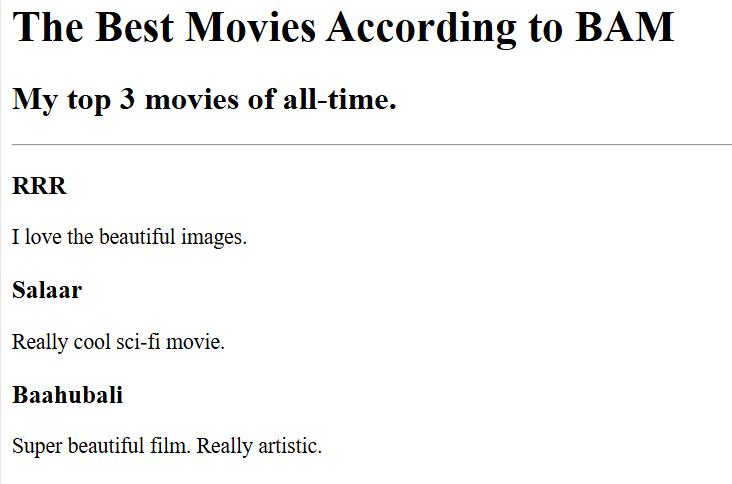 The Best Movies According to BAM
My top 3 movies of all-time.
RRR
I love the beautiful images.
Salaar
Really cool sci-fi movie.
Baahubali
Super beautiful film. Really artistic.